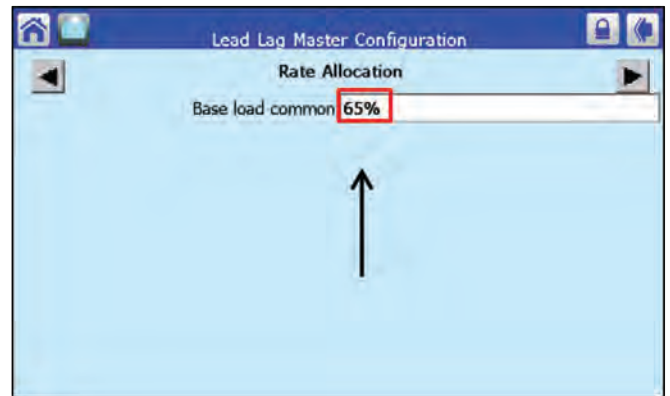 Lead Lag Master Configuration
Rate Allocation
Base load common 65%